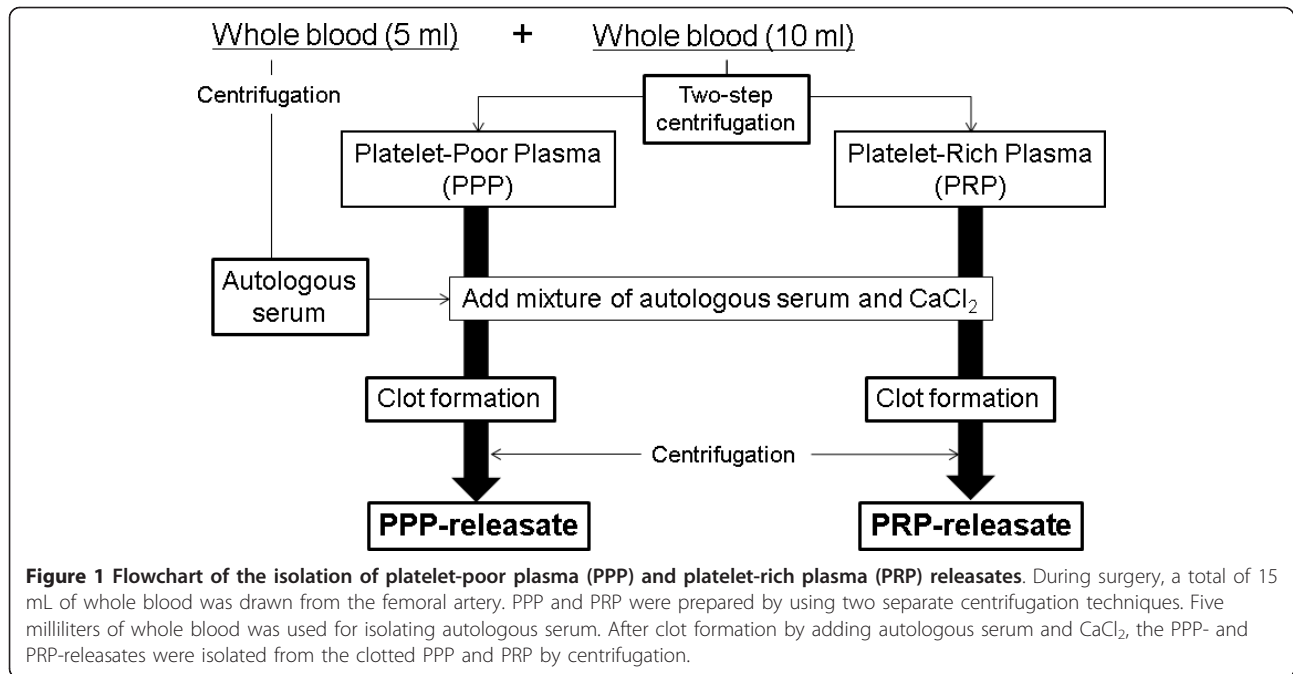 Whole blood (5 ml) + Whole blood (10 ml)
Centrifugation
Two-step
centrifugation
Platelet-Poor Plasma
(PPP)
Platelet-Rich Plasma
(PRP)
Autologous
serum
Add mixture of autologous serum and CaCl₂
Clot formation
Clot formation
Centrifugation
PPP-releasate
PRP-releasate
Figure 1 Flowchart of the isolation of platelet-poor plasma (PPP) and platelet-rich plasma (PRP) releasates. During surgery, a total of 15
mL of whole blood was drawn from the femoral artery. PPP and PRP were prepared by using two separate centrifugation techniques. Five
milliliters of whole blood was used for isolating autologous serum. After clot formation by adding autologous serum and CaCl₂, the PPP- and
PRP-releasates were isolated from the clotted PPP and PRP by centrifugation.